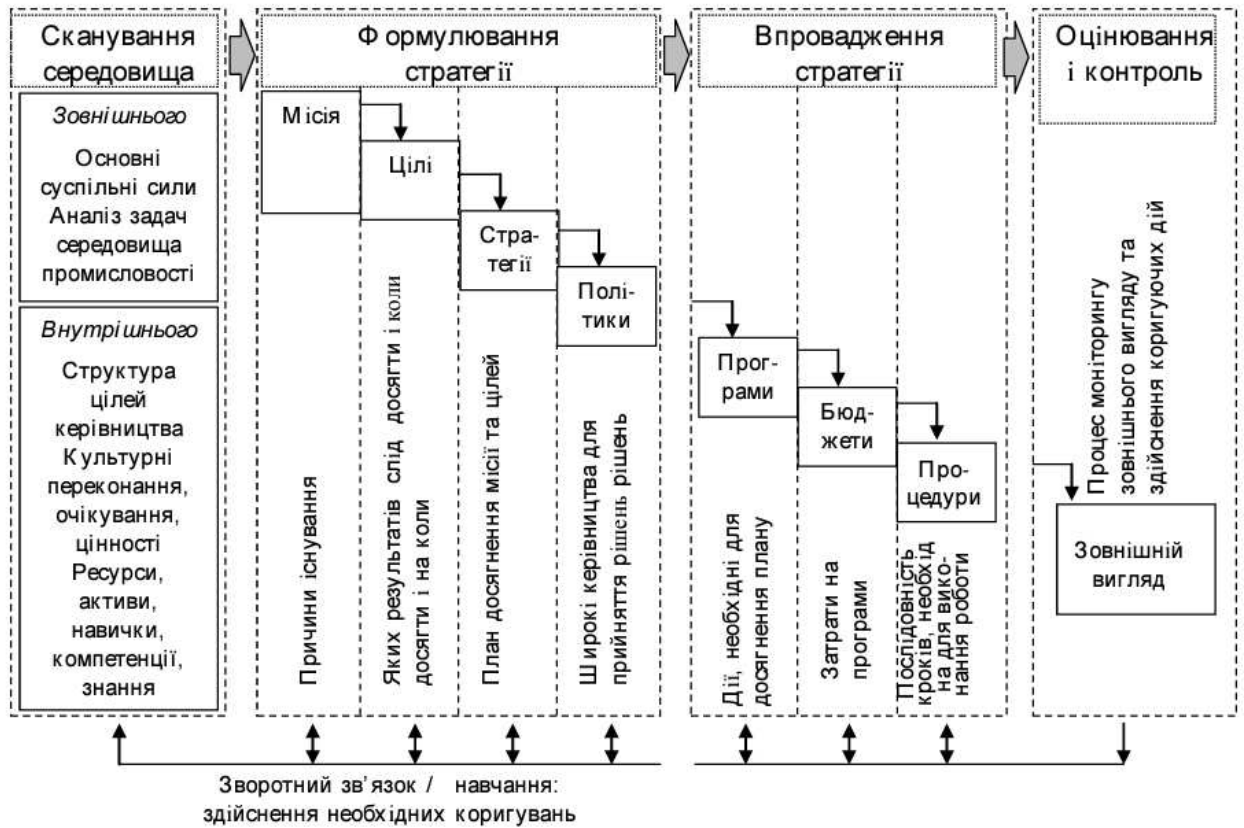 Сканування
середовища
Зовнішнього
Основні
суспільні сили
Аналіз задач
середовища
промисловості
Внутрішнього
Структура
цілей
керівництва
Культурні
переконання,
очікування,
цінності
Ресурси,
активи,
навички,
компетенції,
знання
Формулювання
стратегії
Місія
Причини існування
Цілі
Яких результатів слід досягти і коли
досягти і на коли
Стра-
тегії
План досягнення місії та цілей
Полі-
тики
Широкі керівництва для
прийняття рішень рішень
Впровадження
стратегії
Прог-
рами
Дії, необхідні для
досягнення плану
Бюд-
жети
Затрати на
програми
Про-
цедури
Послідовність
кроків, необхід
на для вико-
нання роботи
Оцінювання
і контроль
Процес моніторингу
зовнішнього вигляду та
здійснення коригуючих дій
Зовнішній
вигляд
Зворотний зв’язок / навчання:
здійснення необхідних коригувань